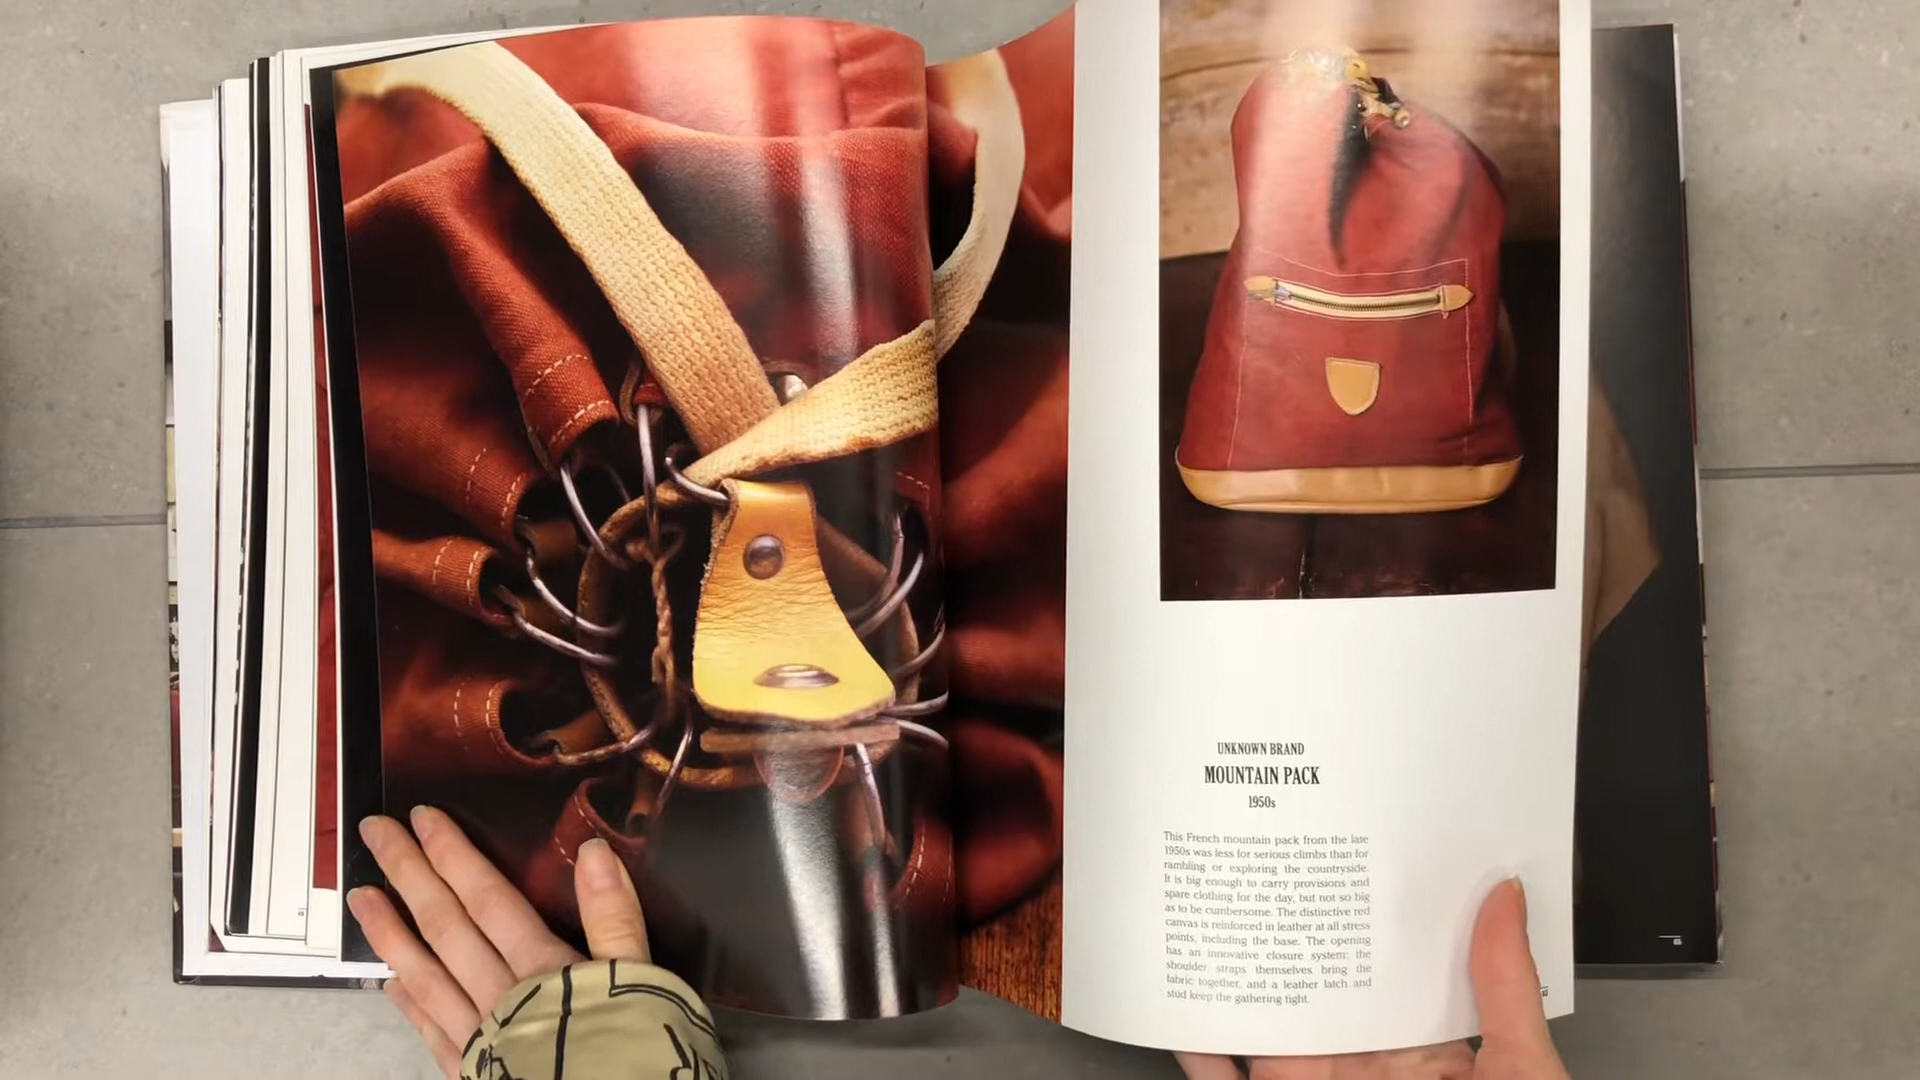 UNKNOWN BRAND
MOUNTAIN PACK
1950s
This French mountain pack from the late
1950s was less for serious climbs than for
rambling or exploring the countryside.
It is big enough to carry provisions and
spare clothing for the day, but not so big
as to be cumbersome. The distinctive red
canvas is reinforced in leather at all stress
points, including the base. The opening
has an innovative closure system: the
shoulder straps themselves bring the
fabric together, and a leather latch and
stud keep the gathering tight.